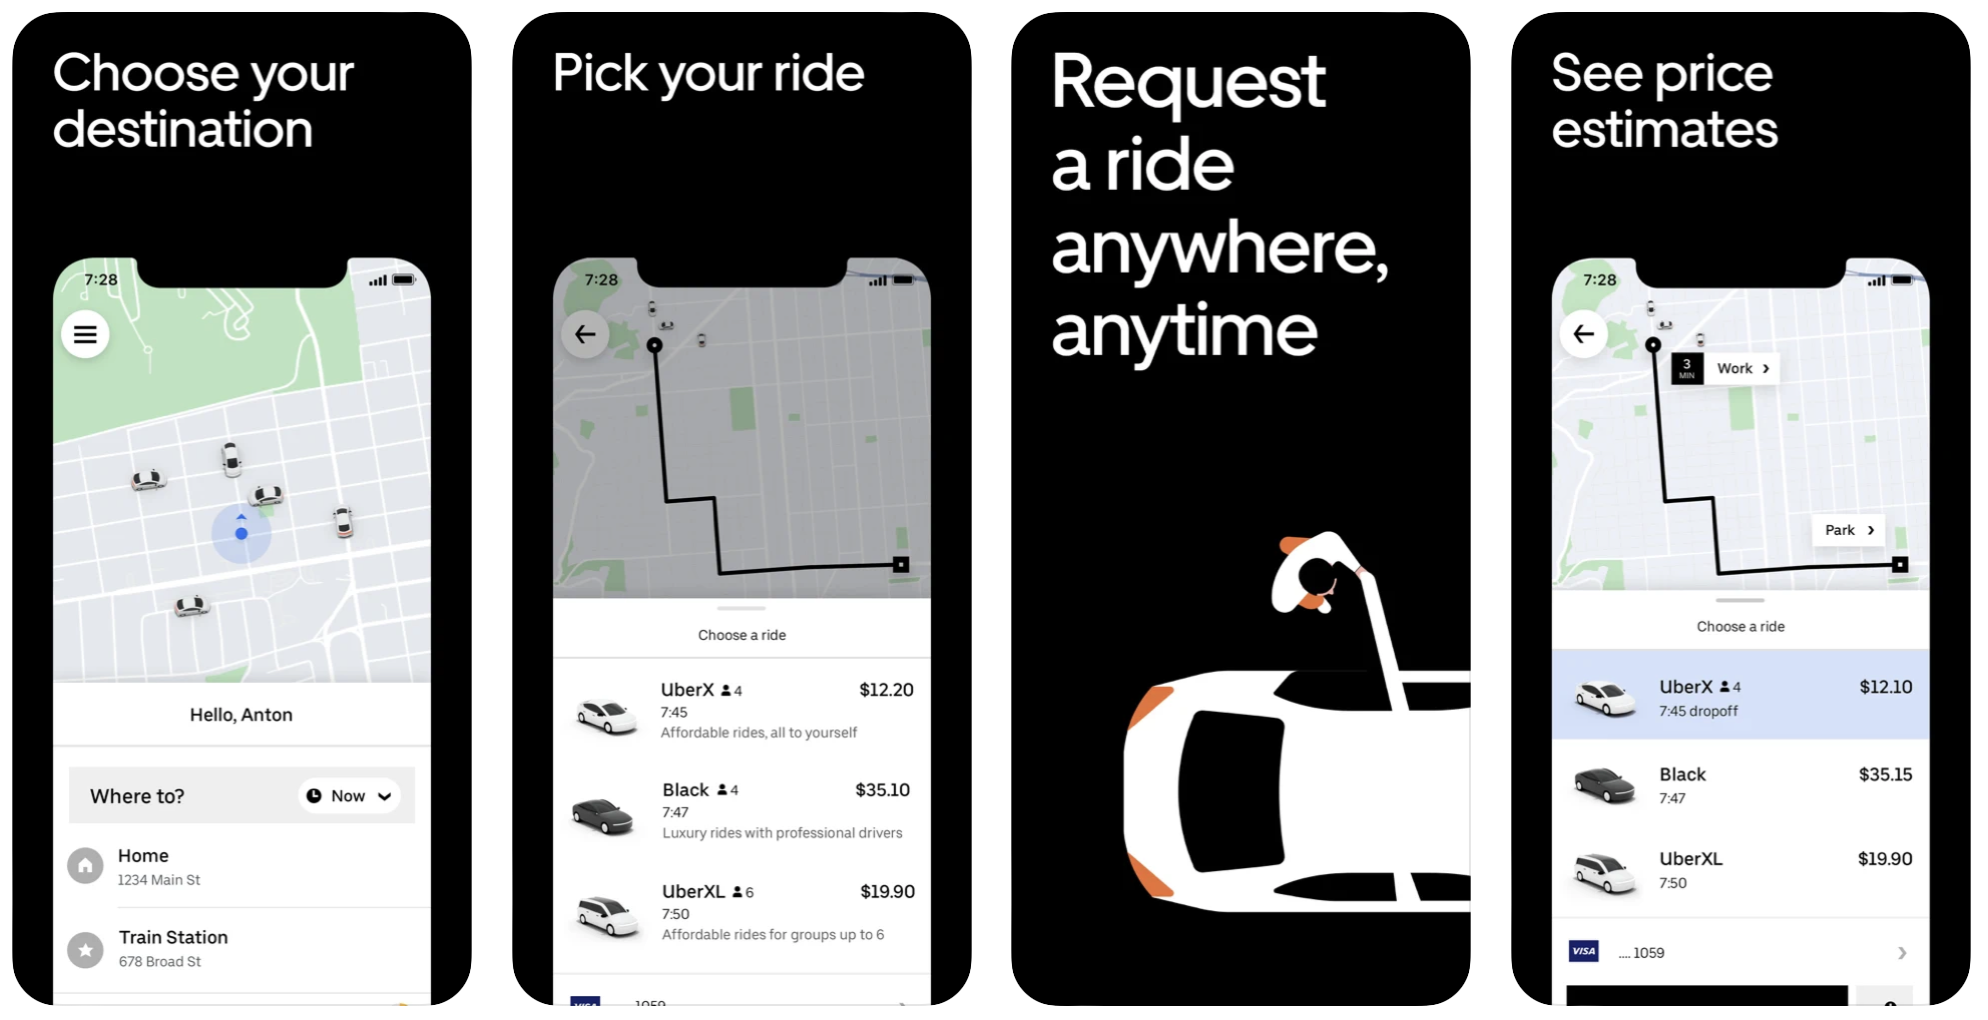 Choose your
destination
7:28
Hello, Anton
Where to?
Now
Home
1234 Main St
Train Station
678 Broad St
Pick your ride
7:28
Choose a ride
UberX 4 $12.20
7:45
Affordable rides, all to yourself
Black 4 $35.10
7:47
Luxury rides with professional drivers
UberXL 6 $19.90
7:50
Affordable rides for groups up to 6
VISA 1059
Request
a ride
anywhere,
anytime
See price
estimates
7:28
3
MIN
Work
Park
Choose a ride
UberX 4 $12.10
7:45 dropoff
Black $35.15
7:47
UberXL $19.90
7:50
VISA .... 1059